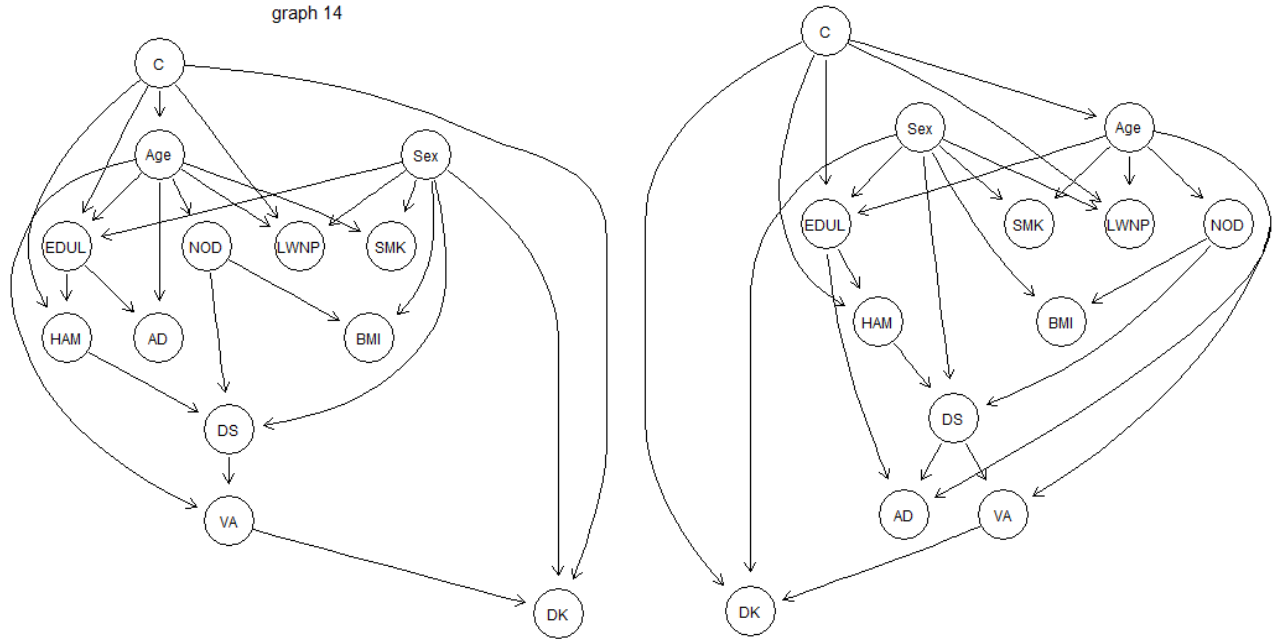 graph 14
C
Age
Sex
EDUL
NOD
LWNP
SMK
HAM
AD
BMI
DS
VA
DK
C
Sex
Age
EDUL
SMK
LWNP
NOD
HAM
BMI
DS
AD
VA
DK